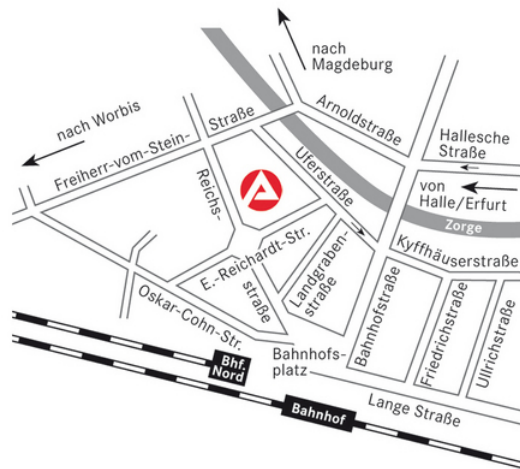 nach
Magdeburg
nach Worbis
Arnoldstraße
Straße
Freiherr-vom-Stein-
Hallesche
Straße
Uferstraße
von
Halle/Erfurt
Reichs-
Zorge
E.-Reichardt-Str.
Kyffhäuserstraße
Landgraben-
straße
straße
Oskar-Cohn-Str.
Bahnhofstraße
Friedrichstraße
Ullrichstraße
Bahnhofs-
platz
Bhf.
Nord
Lange Straße
Bahnhof